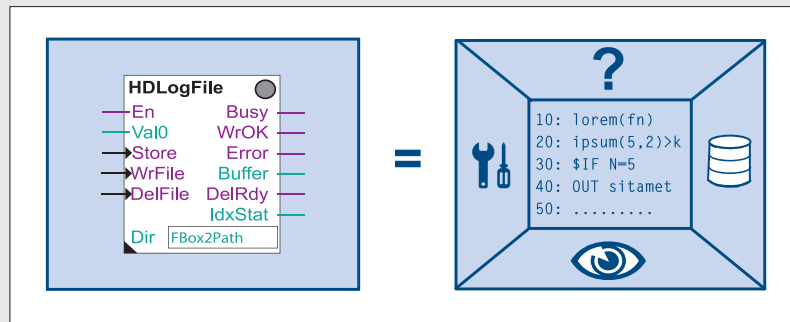 HDLogFile
En Busy
Val0 WrOK
Store Error
WrFile Buffer
DelFile DelRdy
IdxStat
Dir FBox2Path
=
?
10: lorem(fn)
20: ipsum(5,2)>k
30: $IF N=5
40: OUT sitamet
50: .........